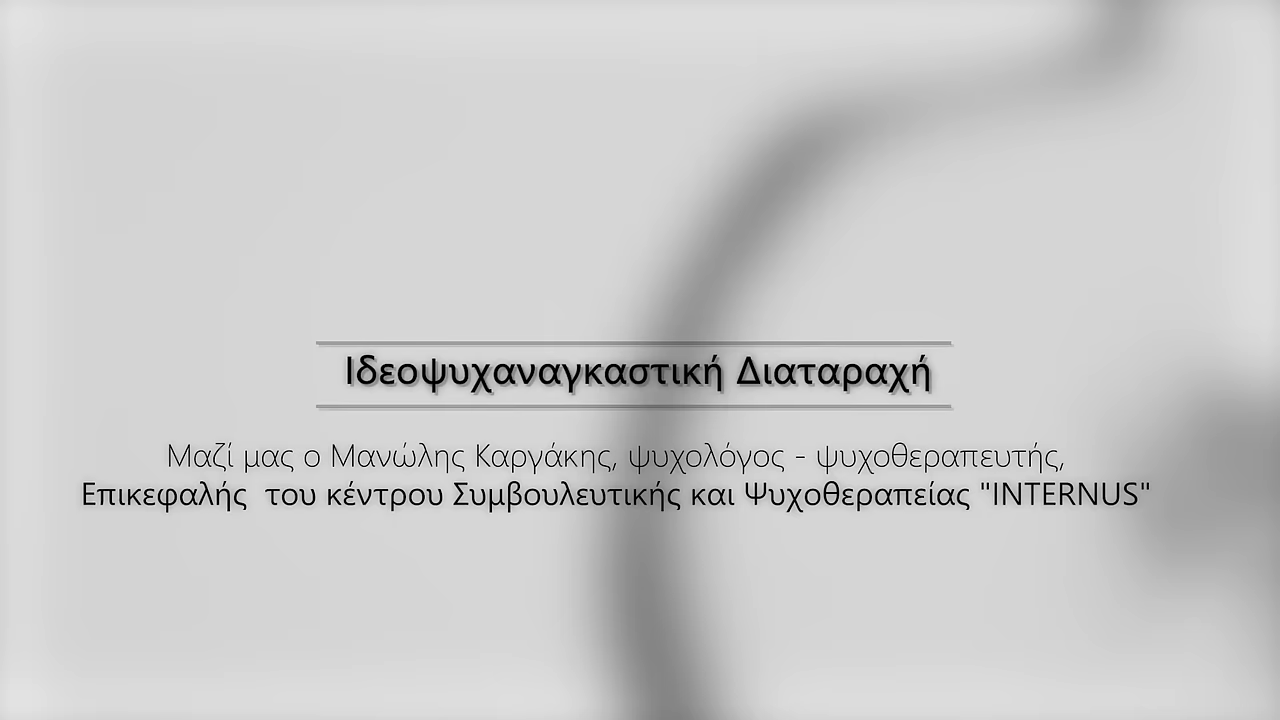 Ιδεοψυχαναγκαστική Διαταραχή
Μαζί μας ο Μανώλης Καργάκης, ψυχολόγος - ψυχοθεραπευτής,
Επικεφαλής του κέντρου Συμβουλευτικής και Ψυχοθεραπείας "INTERNUS"